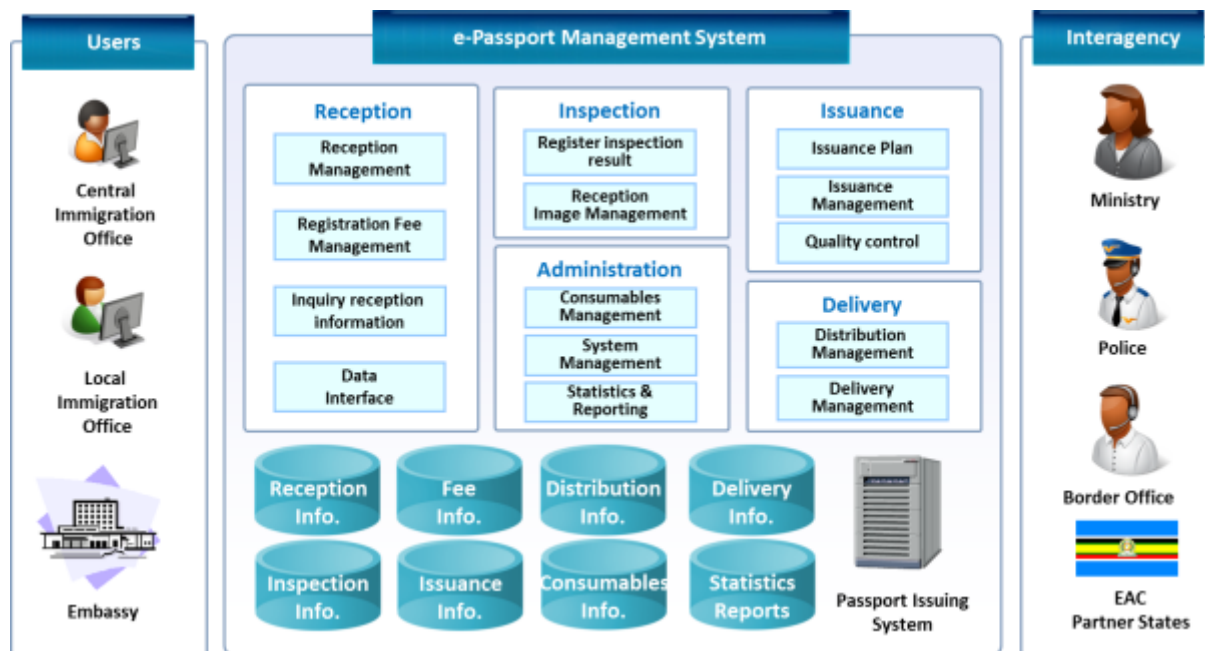 Users
Central
Immigration
Office
Local
Immigration
Office
Embassy
e-Passport Management System
Reception
Reception
Management
Registration Fee
Management
Inquiry reception
information
Data
Interface
Inspection
Register inspection
result
Reception
Image Management
Administration
Consumables
Management
System
Management
Statistics &
Reporting
Issuance
Issuance Plan
Issuance
Management
Quality control
Delivery
Distribution
Management
Delivery
Management
Reception
Info.
Fee
Info.
Distribution
Info.
Delivery
Info.
Inspection
Info.
Issuance
Info.
Consumables
Info.
Statistics
Reports
Passport Issuing
System
Interagency
Ministry
Police
Border Office
EAC
Partner States